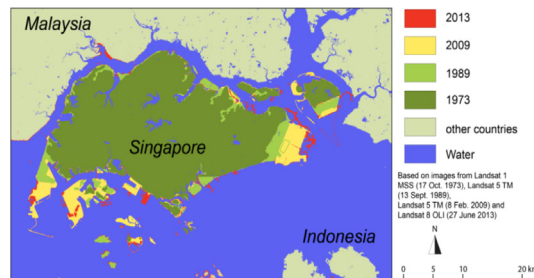 Malaysia
Singapore
Indonesia
2013
2009
1989
1973
other countries
Water
Based on images from Landsat 1
MSS (17 Oct. 1973), Landsat 5 TM
(13 Sept. 1989),
Landsat 5 TM (8 Feb. 2009) and
Landsat 8 OLI (27 June 2013)
N
0 5 10 20 km